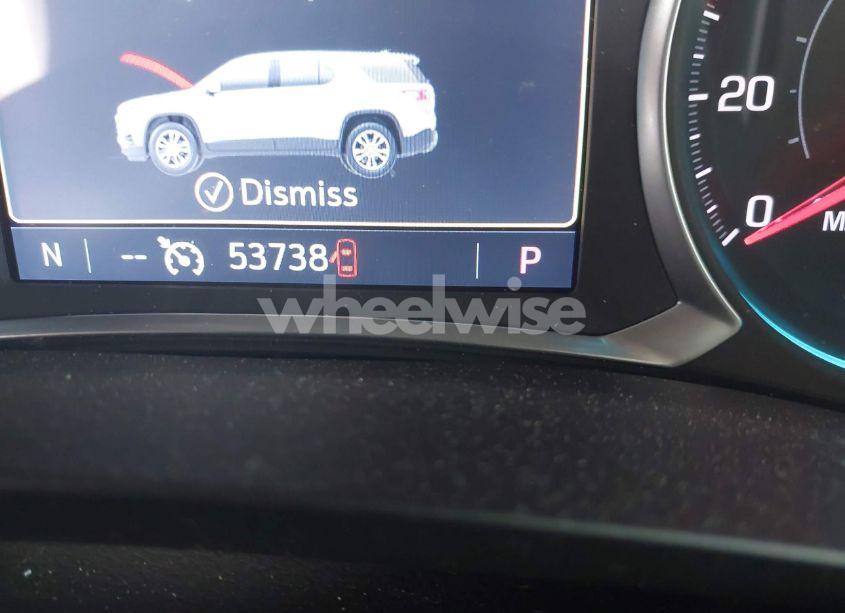 20
Dismiss
0
M
N -- 53738 P
wheelwise